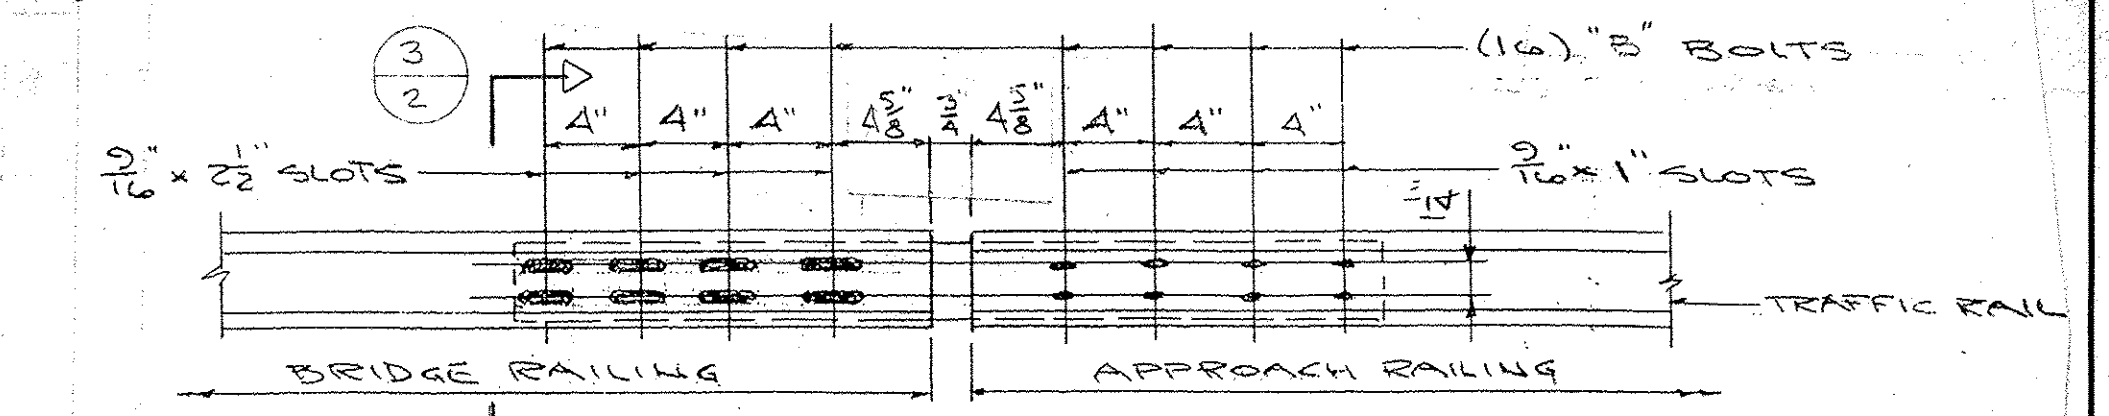 3
2
(16) "B" BOLTS
4" 4" 4" 4 5/8" 3/4" 4 5/8" 4" 4" 4"
9/16" x 2 1/2" SLOTS
9/16" x 1" SLOTS
TRAFFIC RAIL
BRIDGE RAILING
APPROACH RAILING